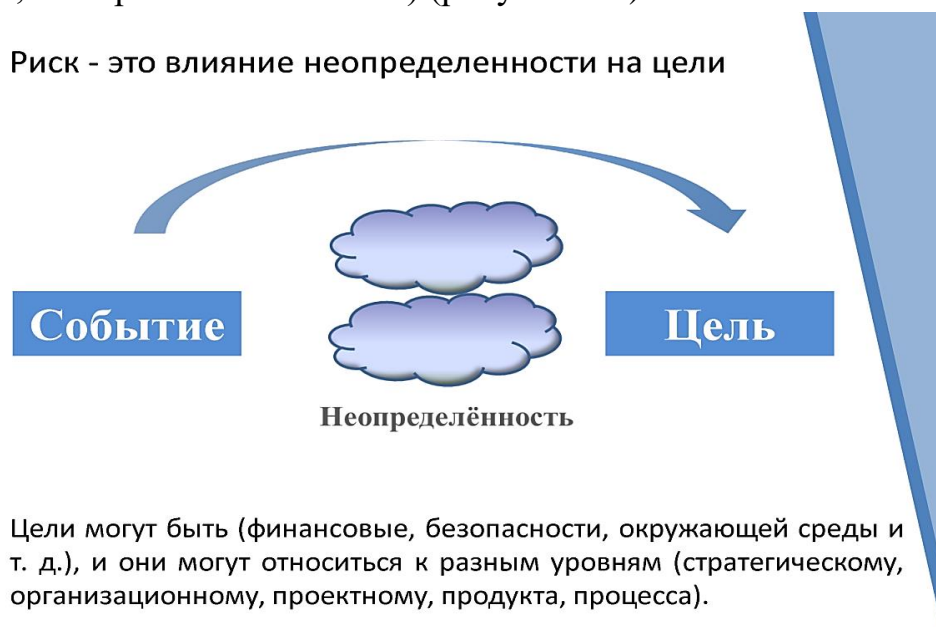 Риск - это влияние неопределенности на цели
Событие
Цель
Неопределённость
Цели могут быть (финансовые, безопасности, окружающей среды и
т. д.), и они могут относиться к разным уровням (стратегическому,
организационному, проектному, продукта, процесса).